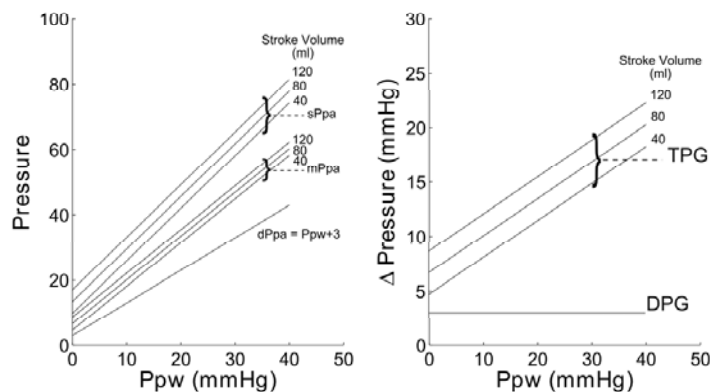 Pressure
100
80
60
40
20
0
Stroke Volume
(ml)
120
80
40
sPpa
120
80
40
mPpa
dPpa = Ppw+3
0 10 20 30 40 50
Ppw (mmHg)
Δ Pressure (mmHg)
30
25
20
15
10
5
0
Stroke Volume
(ml)
120
80
40
TPG
DPG
0 10 20 30 40 50
Ppw (mmHg)